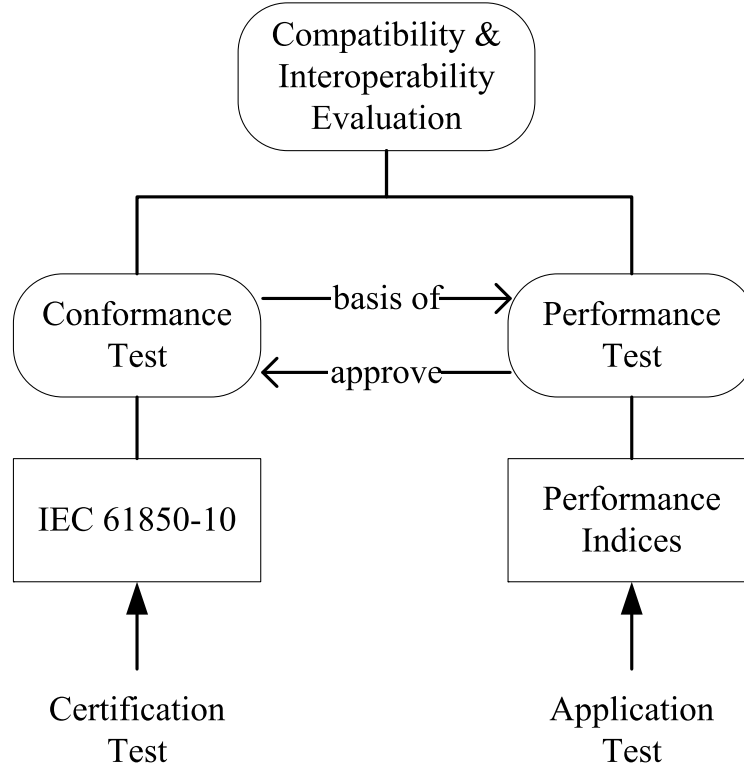 Compatibility &
Interoperability
Evaluation
Conformance
Test
basis of
approve
Performance
Test
IEC 61850-10
Performance
Indices
Certification
Test
Application
Test